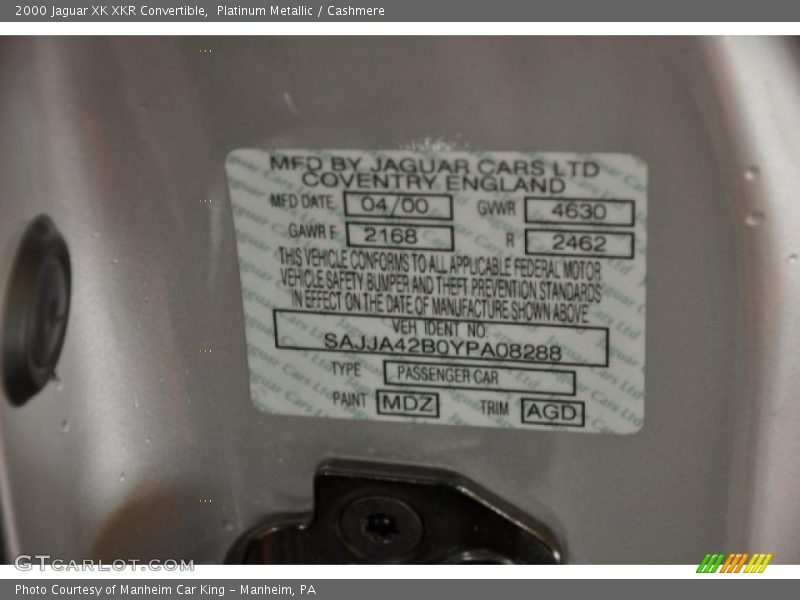 2000 Jaguar XK XKR Convertible,  Platinum Metallic / Cashmere
MFD BY JAGUAR CARS LTD
COVENTRY ENGLAND
MFD DATE 04/00 GVWR 4630
GAWR F 2168 R 2462
THIS VEHICLE CONFORMS TO ALL APPLICABLE FEDERAL MOTOR
VEHICLE SAFETY BUMPER AND THEFT PREVENTION STANDARDS
IN EFFECT ON THE DATE OF MANUFACTURE SHOWN ABOVE
VEH IDENT NO.
SAJJA42B0YPA08288
TYPE PASSENGER CAR
PAINT MDZ TRIM AGD
GTCARLOT.COM
Photo Courtesy of Manheim Car King - Manheim, PA